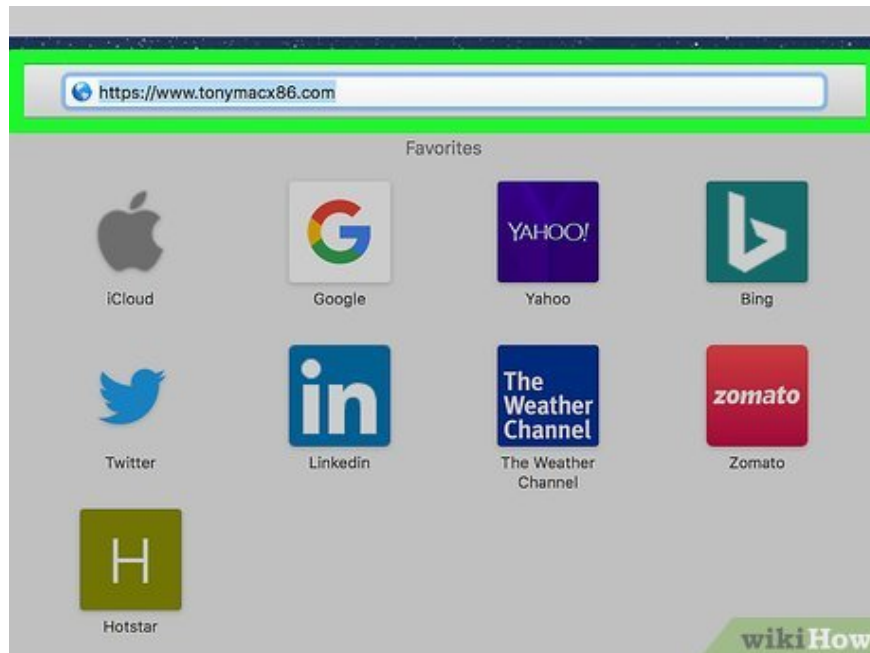 https://www.tonymacx86.com
Favorites
iCloud
Google
YAHOO!
Yahoo
Bing
Twitter
in
Linkedin
The
Weather
Channel
The Weather
Channel
zomato
Zomato
H
Hotstar
wikiHow